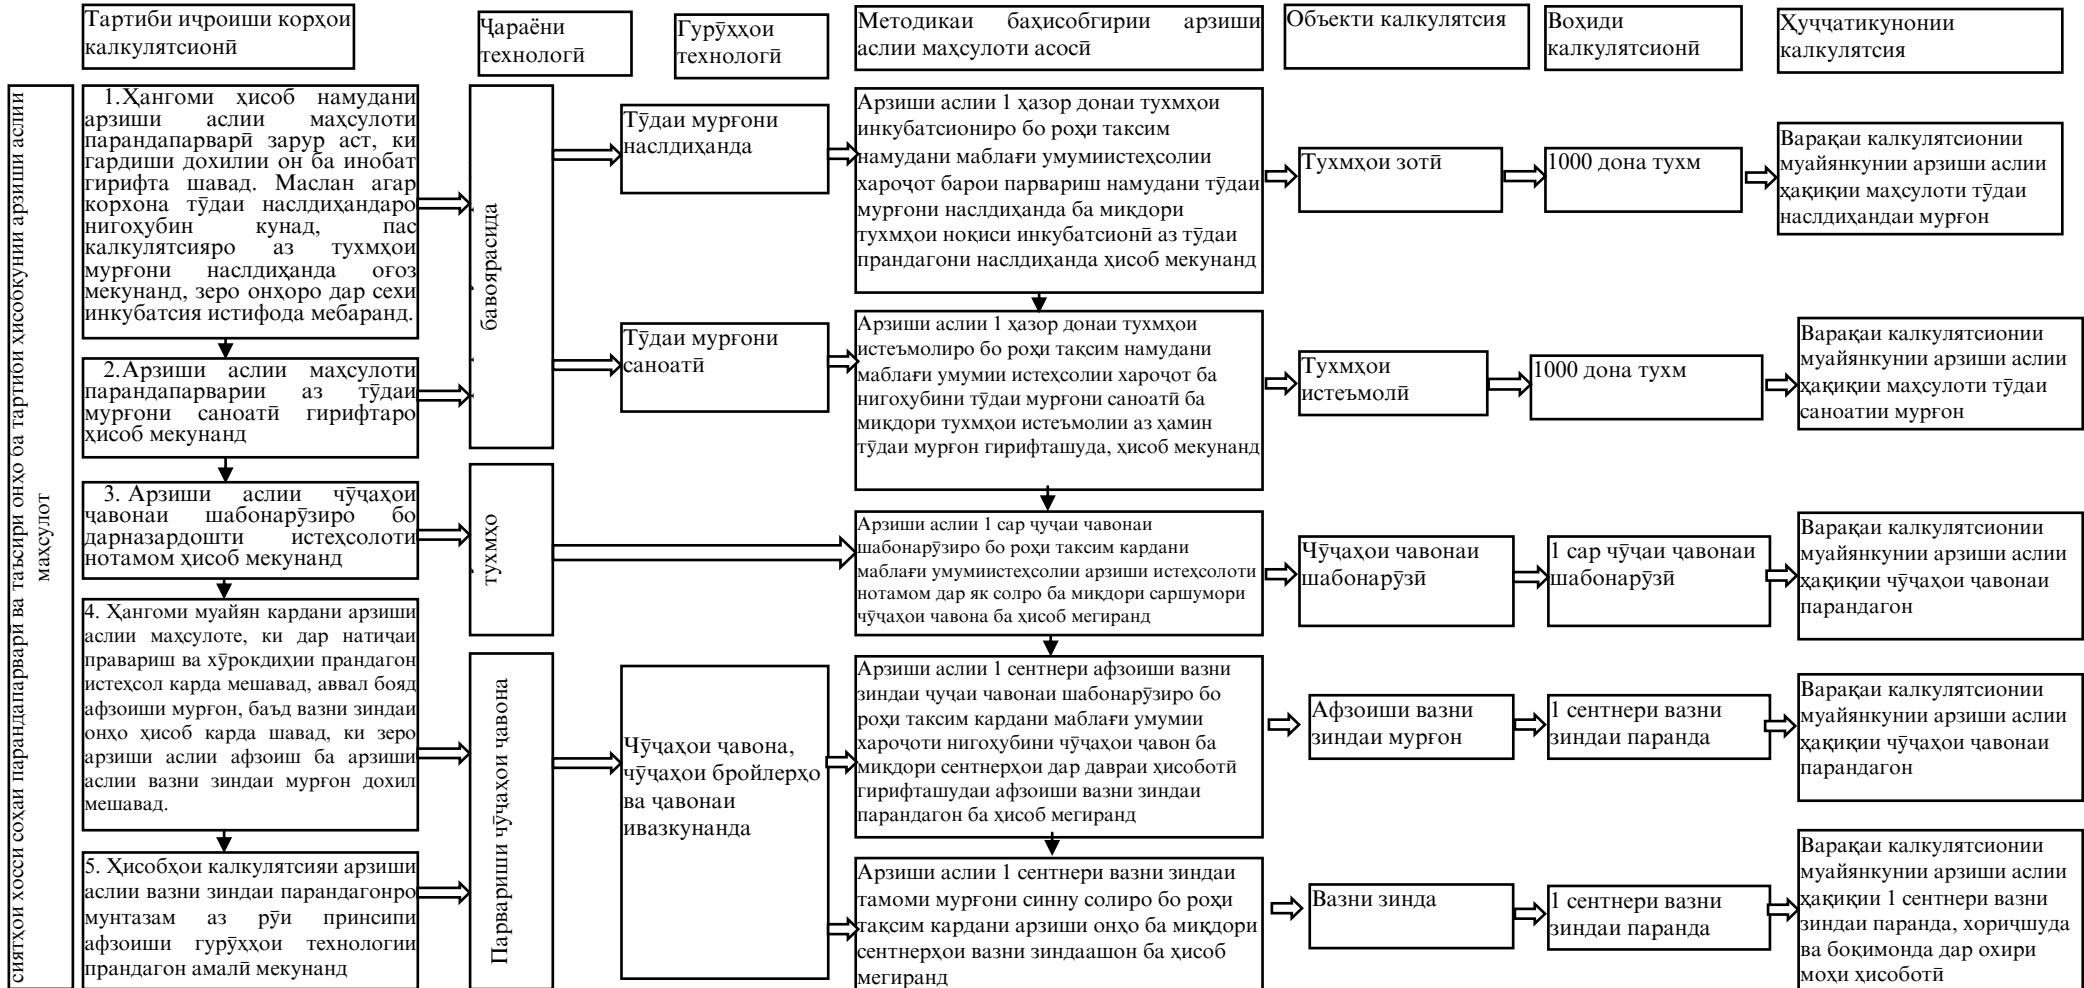 Тартиби иҷроиши корҳои
калкулятсионӣ
Ҷараёни
технологӣ
Гурӯҳҳои
технологӣ
Методикаи баҳисобгирии арзиши
аслии маҳсулоти асосӣ
Объекти калкулятсия
Воҳиди
калкулятсионӣ
Ҳуҷҷатикунонии
калкулятсия
сиятҳои хосси соҳаи парандапарварӣ ва таъсири онҳо ба тартиби ҳисобкунии арзиши аслии
маҳсулот
1.Ҳангоми ҳисоб намудани
арзиши аслии маҳсулоти
парандапарварӣ зарур аст, ки
гардиши дохилии он ба инобат
гирифта шавад. Маслан агар
корхона тӯдаи наслдиҳандаро
нигоҳубин кунад, пас
калкулятсияро аз тухмҳои
мурғони наслдиҳанда оғоз
мекунанд, зеро онҳоро дар сехи
инкубатсия истифода мебаранд.
2.Арзиши аслии маҳсулоти
парандапарварии аз тӯдаи
мурғони саноатӣ гирифтаро
ҳисоб мекунанд
3. Арзиши аслии чӯҷаҳои
ҷавонаи шабонарӯзиро бо
дарназардошти истеҳсолоти
нотамом ҳисоб мекунанд
4. Ҳангоми муайян кардани арзиши
аслии маҳсулоте, ки дар натиҷаи
правариш ва хӯрокдиҳии прандагон
истеҳсол карда мешавад, аввал бояд
афзоиши мурғон, баъд вазни зиндаи
онҳо ҳисоб карда шавад, ки зеро
арзиши аслии афзоиш ба арзиши
аслии вазни зиндаи мурғон дохил
мешавад.
5. Ҳисобҳои калкулятсияи арзиши
аслии вазни зиндаи парандагонро
мунтазам аз рӯи принсипи
афзоиши гурӯҳҳои технологии
прандагон амалӣ мекунанд
бавоярасида
тухмҳо
Парвариши чӯҷаҳои ҷавона
Тӯдаи мурғони
наслдиҳанда
Тӯдаи мурғони
саноатӣ
Чӯҷаҳои ҷавона,
чӯҷаҳои бройлерҳо
ва ҷавонаи
ивазкунанда
Арзиши аслии 1 ҳазор донаи тухмҳои
инкубатсиониро бо роҳи таксим
намудани маблағи умумиистеҳсолии
хароҷот барои парвариш намудани тӯдаи
мурғони наслдиҳанда ба миқдори
тухмҳои ноқиси инкубатсионӣ аз тӯдаи
прандагони наслдиҳанда ҳисоб мекунанд
Арзиши аслии 1 ҳазор донаи тухмҳои
истеъмолиро бо роҳи тақсим намудани
маблағи умумии истеҳсолии хароҷот ба
нигоҳубини тӯдаи мурғони саноатӣ ба
миқдори тухмҳои истеъмолии аз ҳамин
тӯдаи мурғон гирифташуда, ҳисоб мекунанд
Арзиши аслии 1 сар ҷуҷаи чавонаи
шабонарӯзиро бо роҳи таксим кардани
маблағи умумиистеҳсолии арзиши истеҳсолоти
нотамом дар як солро ба миқдори саршумори
чӯҷаҳои чавона ба ҳисоб мегиранд
Арзиши аслии 1 сентнери афзоиши вазни
зиндаи ҷуҷаи чавонаи шабонарӯзиро бо
роҳи таксим кардани маблағи умумии
хароҷоти нигоҳубини чӯҷаҳои ҷавон ба
миқдори сентнерҳои дар давраи ҳисоботӣ
гирифташудаи афзоиши вазни зиндаи
парандагон ба ҳисоб мегиранд
Арзиши аслии 1 сентнери вазни зиндаи
тамоми мурғони синну солиро бо роҳи
тақсим кардани арзиши онҳо ба миқдори
сентнерҳои вазни зиндаашон ба ҳисоб
мегиранд
Тухмҳои зотӣ
Тухмҳои
истеъмолӣ
Чӯҷаҳои чавонаи
шабонарӯзӣ
Афзоиши вазни
зиндаи мурғон
Вазни зинда
1000 дона тухм
1000 дона тухм
1 сар чӯҷаи чавонаи
шабонарӯзӣ
1 сентнери вазни
зиндаи паранда
1 сентнери вазни
зиндаи паранда
Варақаи калкулятсионии
муайянкунии арзиши аслии
ҳақиқии маҳсулоти тӯдаи
наслдиҳандаи мурғон
Варақаи калкулятсионии
муайянкунии арзиши аслии
ҳақиқии маҳсулоти тӯдаи
саноатии мурғон
Варақаи калкулятсионии
муайянкунии арзиши аслии
ҳақиқии чӯҷаҳои чавонаи
парандагон
Варақаи калкулятсионии
муайянкунии арзиши аслии
ҳақиқии чӯҷаҳои чавонаи
парандагон
Варақаи калкулятсионии
муайянкунии арзиши аслии
ҳақиқии 1 сентнери вазни
зиндаи паранда, хориҷшуда
ва боқимонда дар охири
моҳи ҳисоботӣ